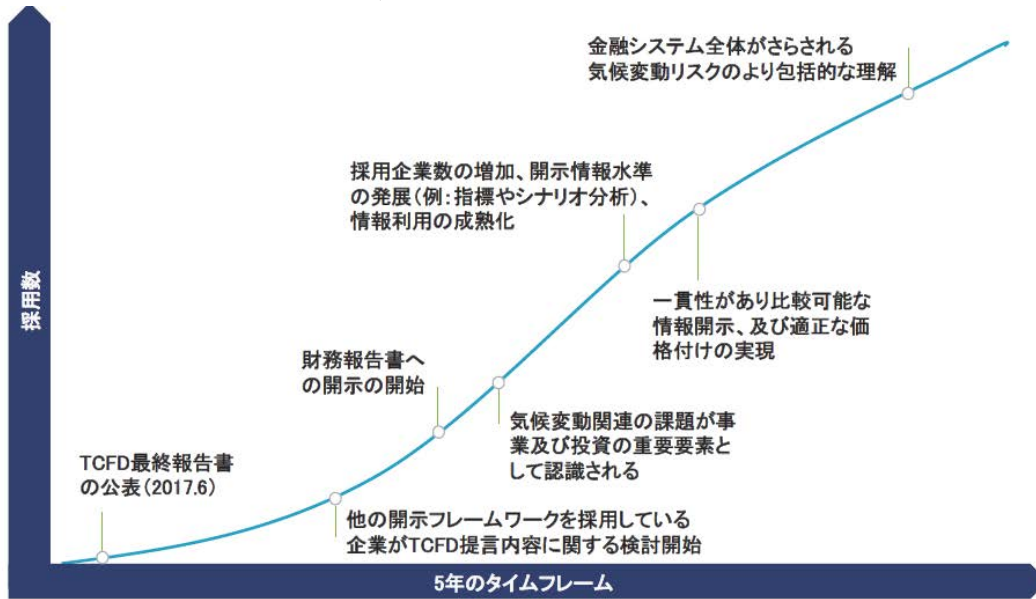 金融システム全体がさらされる
気候変動リスクのより包括的な理解
採用企業数の増加、開示情報水準
の発展(例:指標やシナリオ分析)、
情報利用の成熟化
一貫性があり比較可能な
情報開示、及び適正な価
格付けの実現
採用数
財務報告書へ
の開示の開始
気候変動関連の課題が事
業及び投資の重要要素と
して認識される
TCFD最終報告書
の公表(2017.6)
他の開示フレームワークを採用している
企業がTCFD提言内容に関する検討開始
5年のタイムフレーム